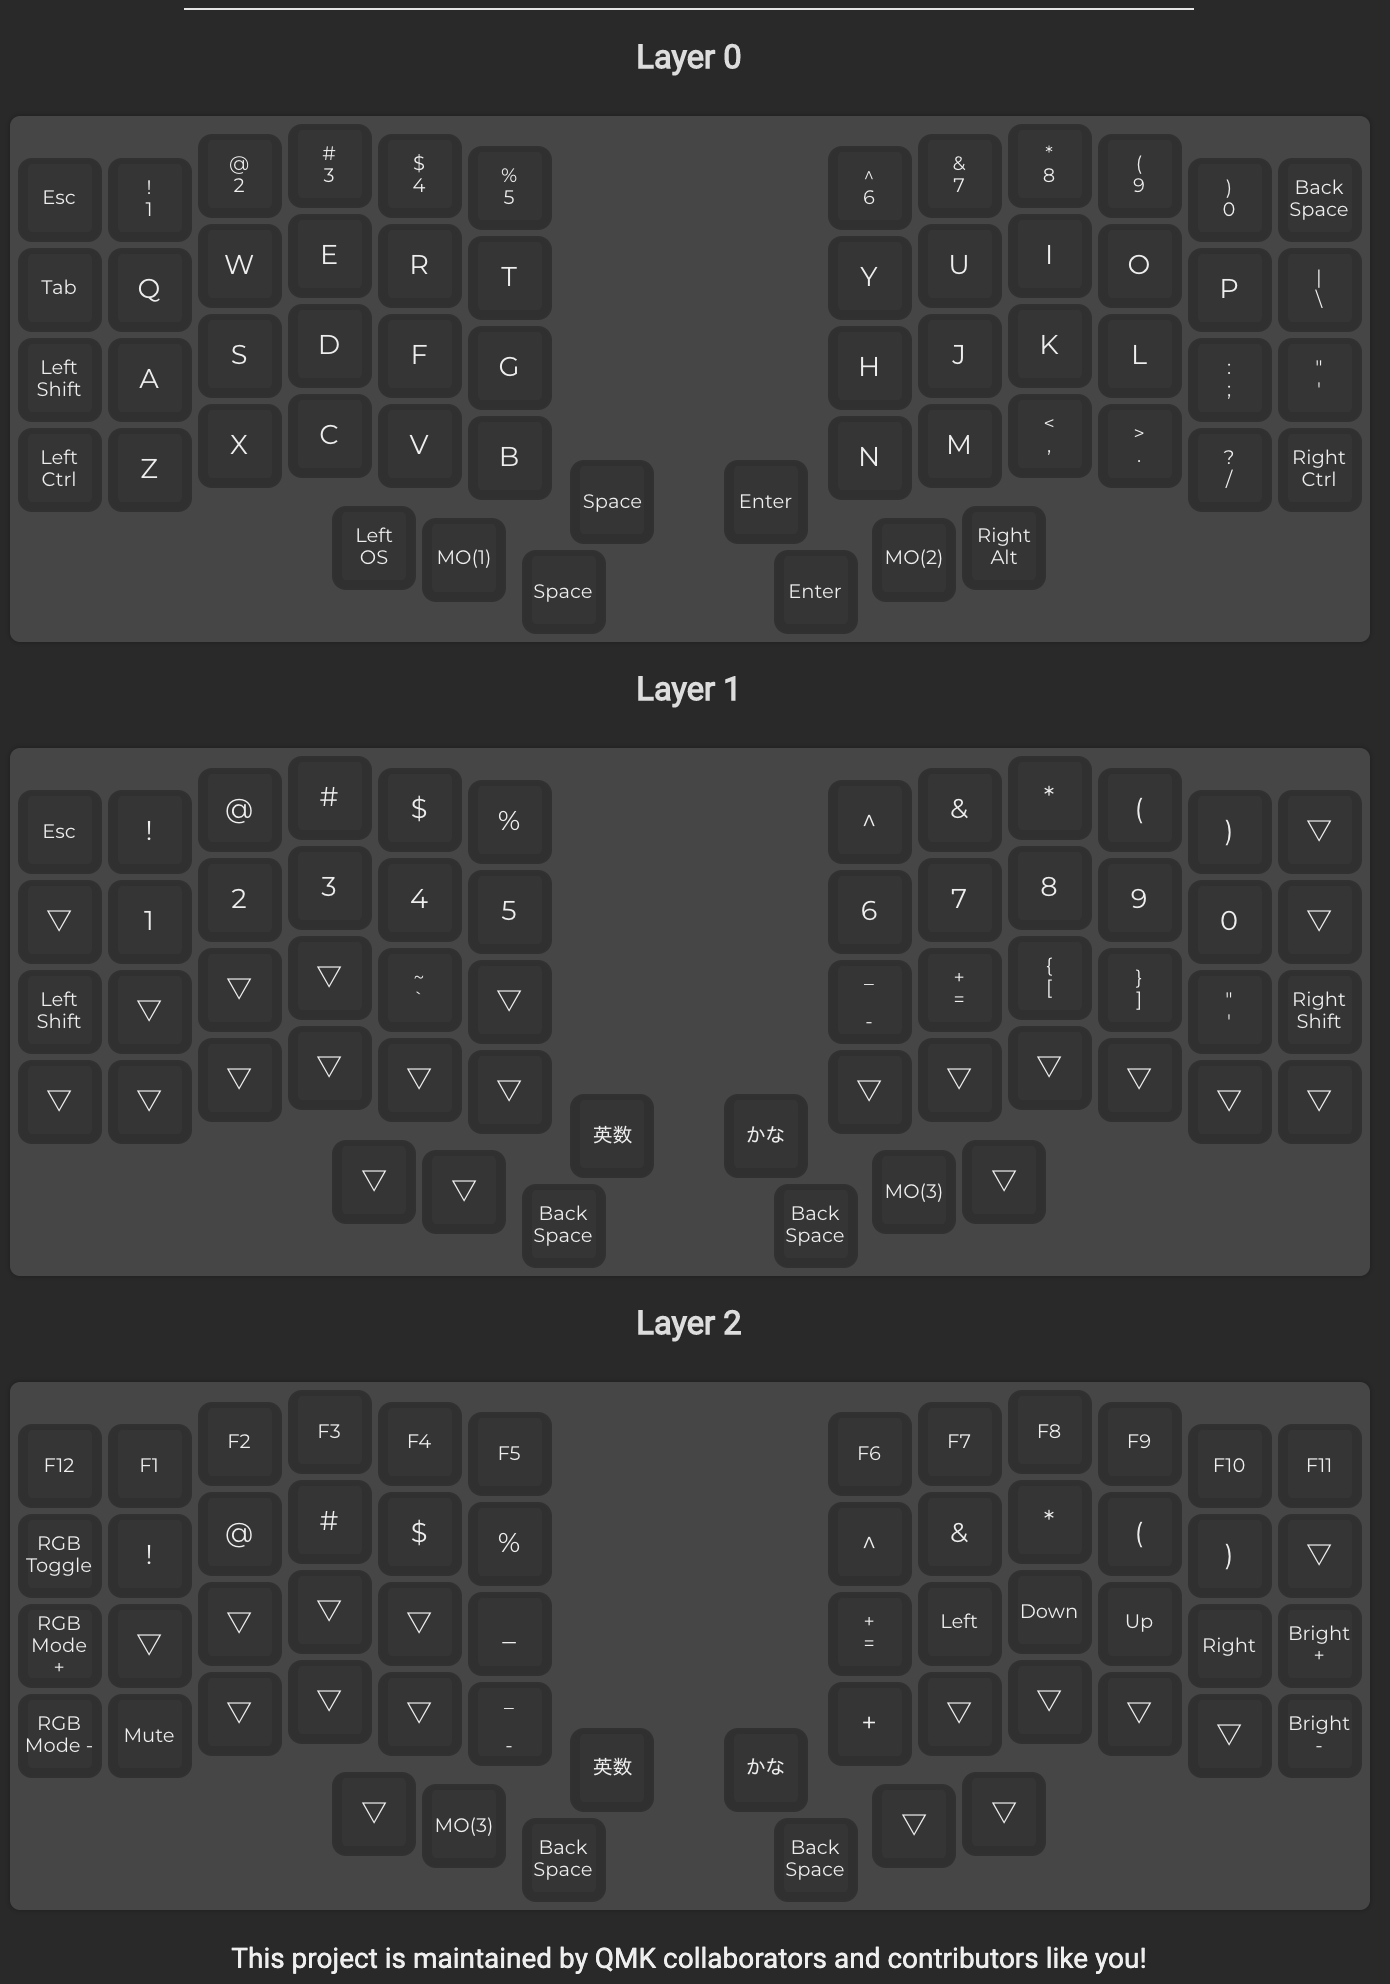 Layer 0
Esc ! 1 @ 2 # 3 $ 4 % 5 ^ 6 & 7 * 8 ( 9 ) 0 Back Space
Tab Q W E R T Y U I O P | \
Left Shift A S D F G H J K L : ; " '
Left Ctrl Z X C V B N M < , > . ? / Right Ctrl
Space Enter
Left OS MO(1) Space Enter MO(2) Right Alt
Layer 1
Esc ! @ # $ % ^ & * ( ) ▽
▽ 1 2 3 4 5 6 7 8 9 0 ▽
Left Shift ▽ ▽ ▽ ~ ` ▽ _ - + = { [ } ] " ' Right Shift
▽ ▽ ▽ ▽ ▽ ▽ ▽ ▽ ▽ ▽ ▽ ▽
英数 かな
▽ ▽ Back Space Back Space MO(3) ▽
Layer 2
F12 F1 F2 F3 F4 F5 F6 F7 F8 F9 F10 F11
RGB Toggle ! @ # $ % ^ & * ( ) ▽
RGB Mode + ▽ ▽ ▽ ▽ _ + = Left Down Up Right Bright +
RGB Mode - Mute ▽ ▽ ▽ _ - + ▽ ▽ ▽ ▽ Bright -
英数 かな
▽ MO(3) Back Space Back Space ▽ ▽
This project is maintained by QMK collaborators and contributors like you!